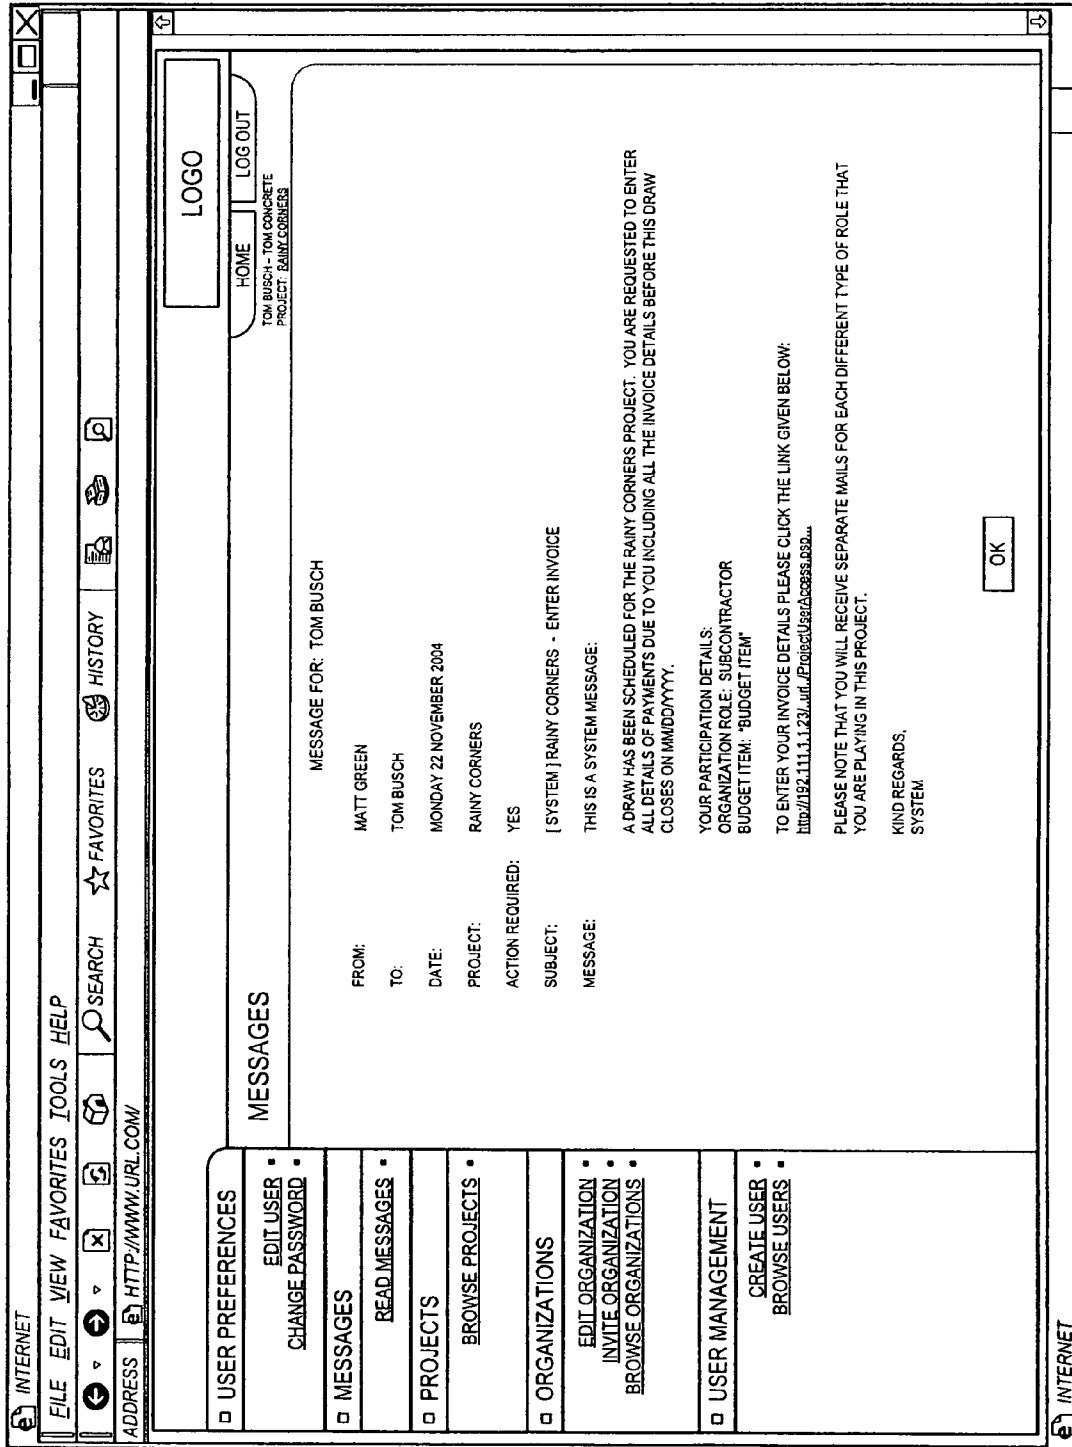 INTERNET
FILE EDIT VIEW FAVORITES TOOLS HELP
SEARCH FAVORITES HISTORY
ADDRESS HTTP://WWW.URL.COM/
LOGO
HOME LOG OUT
TOM BUSCH – TOM CONCRETE
PROJECT: RAINY CORNERS
USER PREFERENCES
EDIT USER
CHANGE PASSWORD
MESSAGES
READ MESSAGES
PROJECTS
BROWSE PROJECTS
ORGANIZATIONS
EDIT ORGANIZATION
INVITE ORGANIZATION
BROWSE ORGANIZATIONS
USER MANAGEMENT
CREATE USER
BROWSE USERS
MESSAGES
MESSAGE FOR: TOM BUSCH
FROM: MATT GREEN
TO: TOM BUSCH
DATE: MONDAY 22 NOVEMBER 2004
PROJECT: RAINY CORNERS
ACTION REQUIRED: YES
SUBJECT: [ SYSTEM ] RAINY CORNERS - ENTER INVOICE
MESSAGE: THIS IS A SYSTEM MESSAGE:
A DRAW HAS BEEN SCHEDULED FOR THE RAINY CORNERS PROJECT. YOU ARE REQUESTED TO ENTER
ALL DETAILS OF PAYMENTS DUE TO YOU INCLUDING ALL THE INVOICE DETAILS BEFORE THIS DRAW
CLOSES ON MM/DD/YYYY.
YOUR PARTICIPATION DETAILS:
ORGANIZATION ROLE: SUBCONTRACTOR
BUDGET ITEM: "BUDGET ITEM"
TO ENTER YOUR INVOICE DETAILS PLEASE CLICK THE LINK GIVEN BELOW:
PLEASE NOTE THAT YOU WILL RECEIVE SEPARATE MAILS FOR EACH DIFFERENT TYPE OF ROLE THAT
YOU ARE PLAYING IN THIS PROJECT.
KIND REGARDS,
SYSTEM
OK
INTERNET